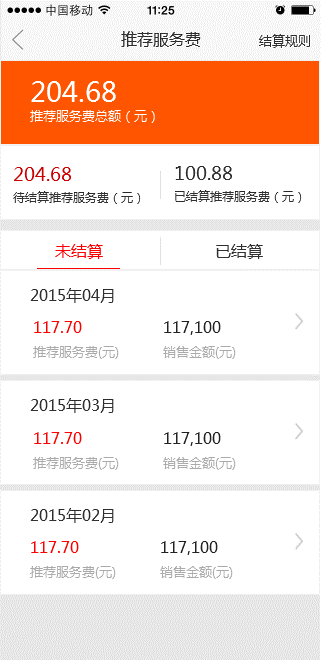 中国移动 11:25
推荐服务费 结算规则
204.68
推荐服务费总额（元）
204.68 100.88
待结算推荐服务费（元） 已结算推荐服务费（元）
未结算 已结算
2015年04月
117.70 117,100
推荐服务费(元) 销售金额(元)
2015年03月
117.70 117,100
推荐服务费(元) 销售金额(元)
2015年02月
117.70 117,100
推荐服务费(元) 销售金额(元)